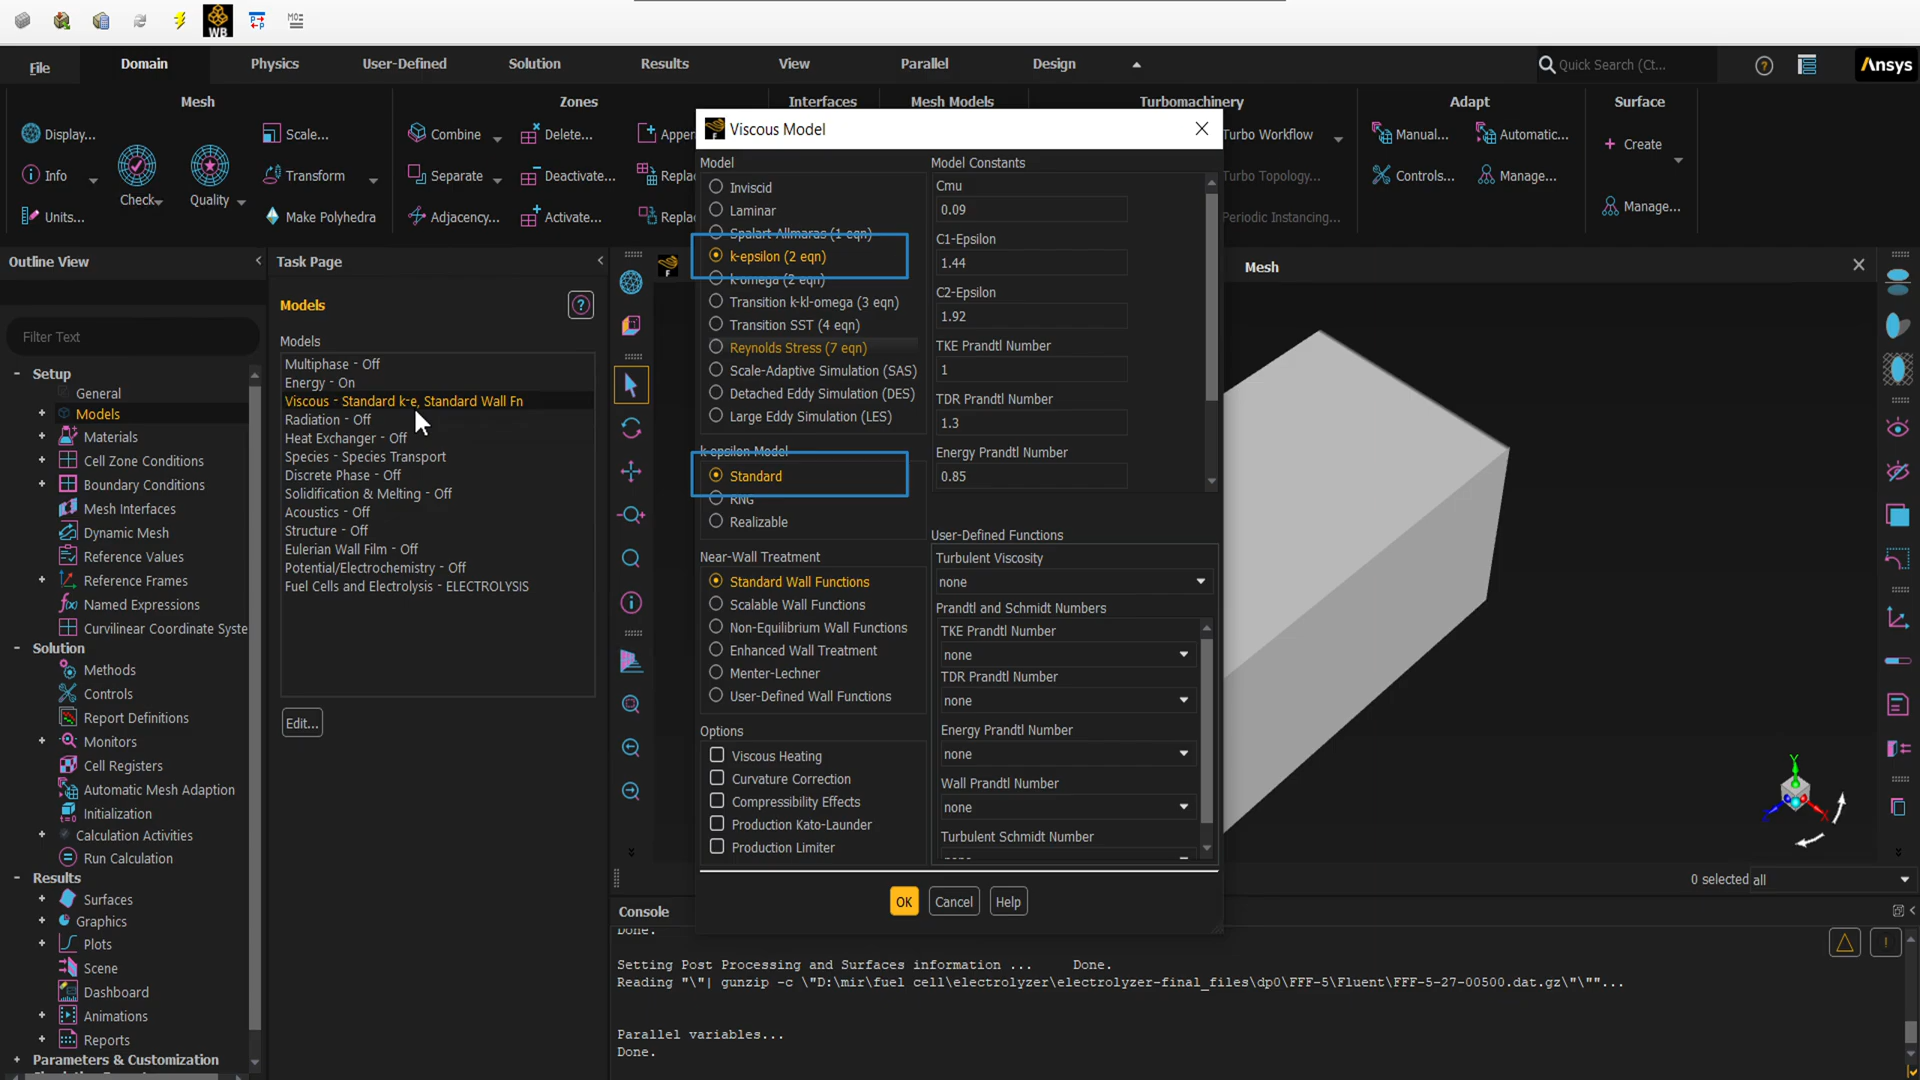 WB
File
Domain
Physics
User-Defined
Solution
Results
View
Parallel
Design
Quick Search (Ct...
Ansys
Mesh
Zones
Interfaces
Mesh Models
Turbomachinery
Adapt
Surface
Display...
Info
Units...
Check
Quality
Scale...
Transform
Make Polyhedra
Combine
Separate
Adjacency...
Delete...
Deactivate...
Activate...
Appen
Replac
Replac
Turbo Workflow
Turbo Topology...
Periodic Instancing...
Manual...
Controls...
Automatic...
Manage...
+ Create
Manage...
Outline View
Filter Text
Setup
General
Models
Materials
Cell Zone Conditions
Boundary Conditions
Mesh Interfaces
Dynamic Mesh
Reference Values
Reference Frames
Named Expressions
Curvilinear Coordinate Syste
Solution
Methods
Controls
Report Definitions
Monitors
Cell Registers
Automatic Mesh Adaption
Initialization
Calculation Activities
Run Calculation
Results
Surfaces
Graphics
Plots
Scene
Dashboard
Animations
Reports
Parameters & Customization
Task Page
Models
Models
Multiphase - Off
Energy - On
Viscous - Standard k-e, Standard Wall Fn
Radiation - Off
Heat Exchanger - Off
Species - Species Transport
Discrete Phase - Off
Solidification & Melting - Off
Acoustics - Off
Structure - Off
Eulerian Wall Film - Off
Potential/Electrochemistry - Off
Fuel Cells and Electrolysis - ELECTROLYSIS
Edit...
Viscous Model
Model
Inviscid
Laminar
Spalart-Allmaras (1 eqn)
k-epsilon (2 eqn)
k-omega (2 eqn)
Transition k-kl-omega (3 eqn)
Transition SST (4 eqn)
Reynolds Stress (7 eqn)
Scale-Adaptive Simulation (SAS)
Detached Eddy Simulation (DES)
Large Eddy Simulation (LES)
k-epsilon Model
Standard
RNG
Realizable
Near-Wall Treatment
Standard Wall Functions
Scalable Wall Functions
Non-Equilibrium Wall Functions
Enhanced Wall Treatment
Menter-Lechner
User-Defined Wall Functions
Options
Viscous Heating
Curvature Correction
Compressibility Effects
Production Kato-Launder
Production Limiter
Model Constants
Cmu
0.09
C1-Epsilon
1.44
C2-Epsilon
1.92
TKE Prandtl Number
1
TDR Prandtl Number
1.3
Energy Prandtl Number
0.85
User-Defined Functions
Turbulent Viscosity
none
Prandtl and Schmidt Numbers
TKE Prandtl Number
none
TDR Prandtl Number
none
Energy Prandtl Number
none
Wall Prandtl Number
none
Turbulent Schmidt Number
OK
Cancel
Help
Mesh
Y
X
0 selected all
Console
Done.
Setting Post Processing and Surfaces information ... Done.
Reading "\"| gunzip -c \"D:\mir\fuel cell\electrolyzer\electrolyzer-final_files\dp0\FFF-5\Fluent\FFF-5-27-00500.dat.gz\"\""...
Parallel variables...
Done.